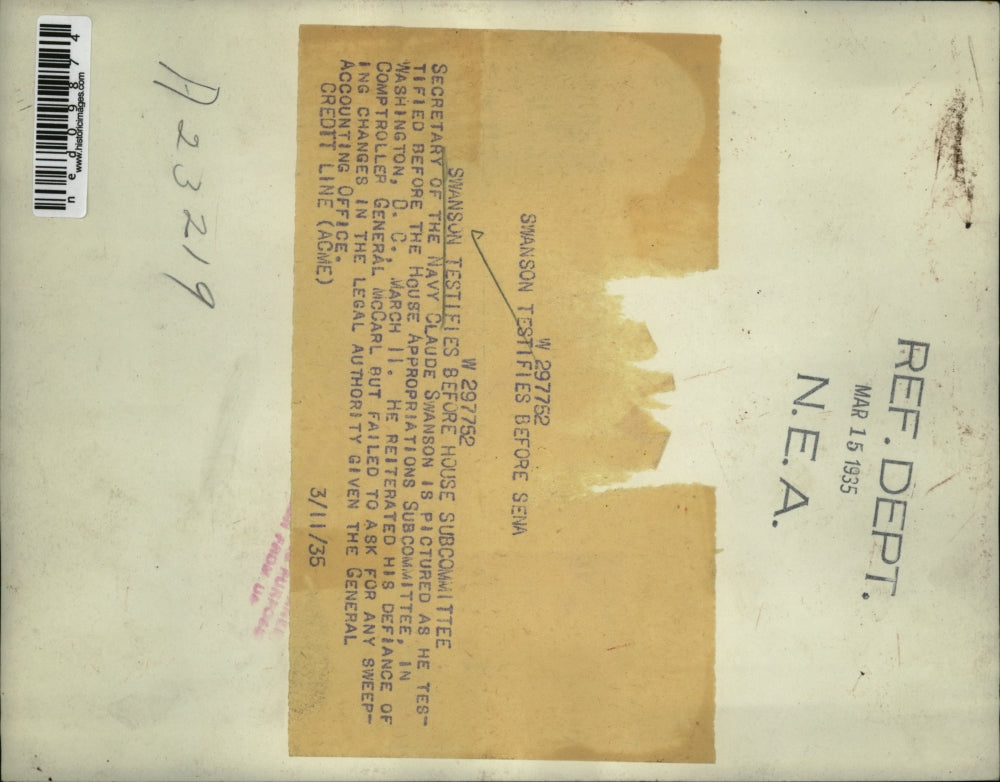 REF. DEPT.
MAR 15 1935
N. E. A.
W 297752
SWANSON TESTIFIES BEFORE SENA
W 297752
SWANSON TESTIFIES BEFORE HOUSE SUBCOMMITTEE
SECRETARY OF THE NAVY CLAUDE SWANSON IS PICTURED AS HE TES-
TIFIED BEFORE THE HOUSE APPROPRIATIONS SUBCOMMITTEE, IN
WASHINGTON, D. C., MARCH 11. HE REITERATED HIS DEFIANCE OF
COMPTROLLER GENERAL MCCARL BUT FAILED TO ASK FOR ANY SWEEP-
ING CHANGES IN THE LEGAL AUTHORITY GIVEN THE GENERAL
ACCOUNTING OFFICE.
CREDIT LINE (ACME) 3/11/35
A 23219
www.historicimages.com